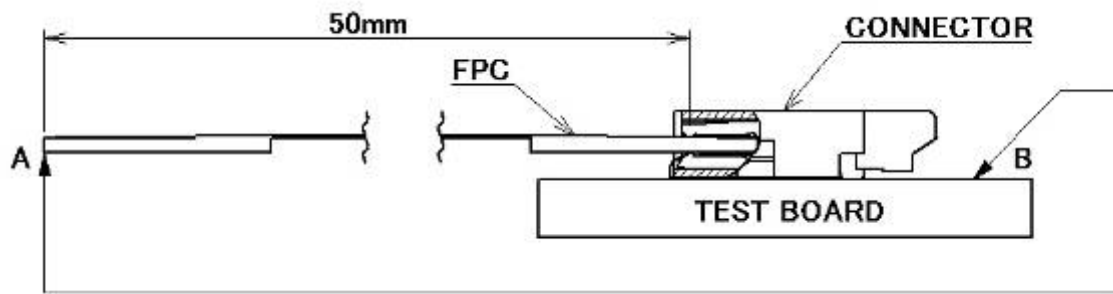 50mm
CONNECTOR
FPC
A
B
TEST BOARD